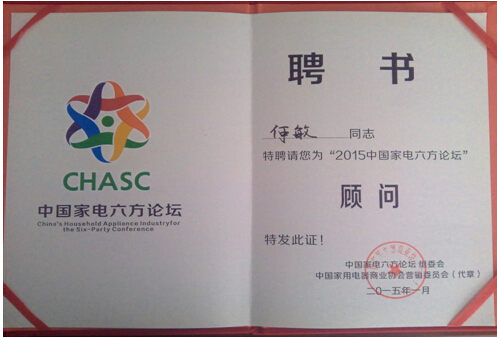 CHASC
中国家电六方论坛
China's Household Appliance Industryfor
the Six-Party Conference
聘 书
任敏 同志
特聘请您为“2015中国家电六方论坛”
顾 问
特发此证！
中国家电六方论坛 组委会
中国家用电器商业协会营销委员会（代章）
二〇一五年一月